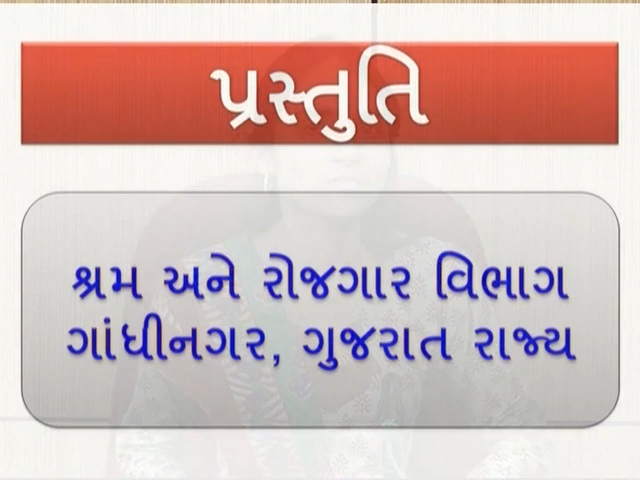 પ્રસ્તુતિ
શ્રમ અને રોજગાર વિભાગ
ગાંધીનગર, ગુજરાત રાજ્ય